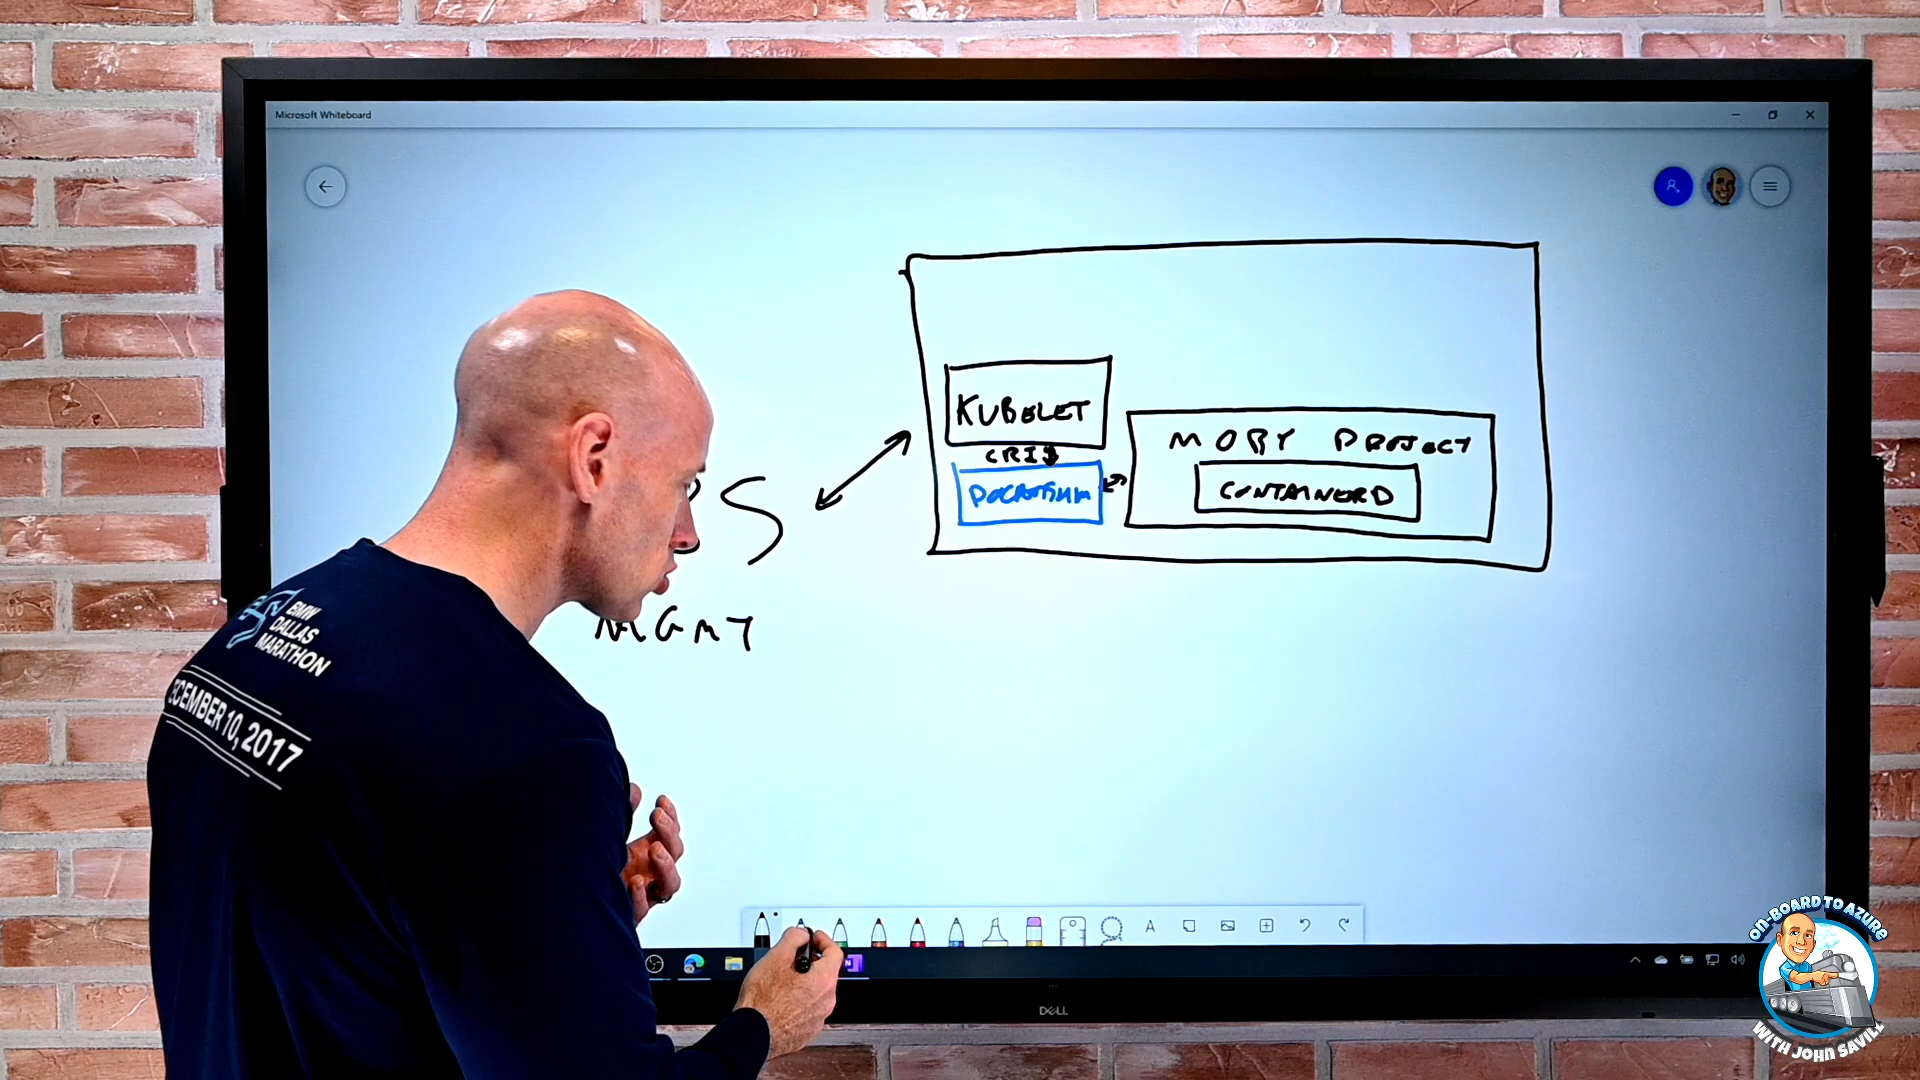 Microsoft Whiteboard
KUBELET
CRI
DOCKERSHIM
MOBY PROJECT
CONTAINERD
S
MGMT
BMW
DALLAS
MARATHON
ECEMBER 10, 2017
A
N
DELL
ON-BOARD TO AZURE
WITH JOHN SAVILL